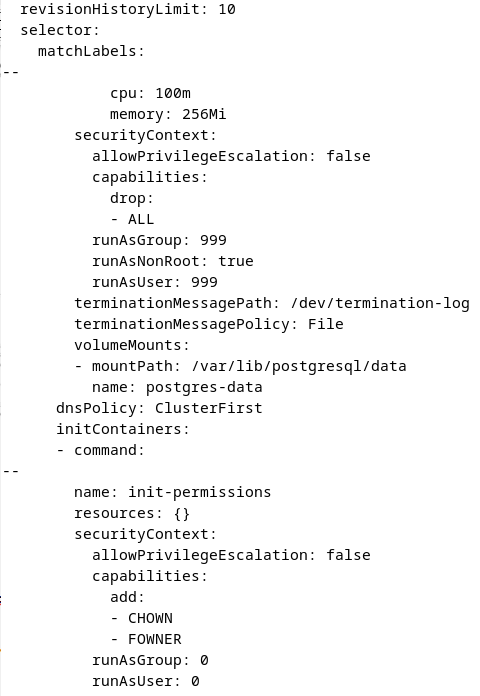 revisionHistoryLimit: 10
selector:
matchLabels:
--
cpu: 100m
memory: 256Mi
securityContext:
allowPrivilegeEscalation: false
capabilities:
drop:
- ALL
runAsGroup: 999
runAsNonRoot: true
runAsUser: 999
terminationMessagePath: /dev/termination-log
terminationMessagePolicy: File
volumeMounts:
- mountPath: /var/lib/postgresql/data
name: postgres-data
dnsPolicy: ClusterFirst
initContainers:
- command:
--
name: init-permissions
resources: {}
securityContext:
allowPrivilegeEscalation: false
capabilities:
add:
- CHOWN
- FOWNER
runAsGroup: 0
runAsUser: 0